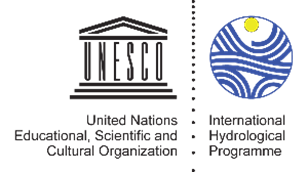 UNESCO
United Nations
Educational, Scientific and
Cultural Organization
International
Hydrological
Programme